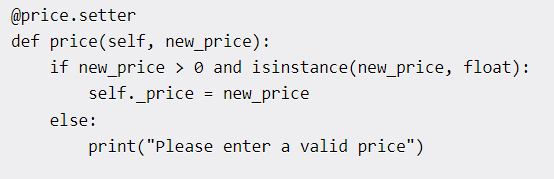 @price.setter
def price(self, new_price):
    if new_price > 0 and isinstance(new_price, float):
        self._price = new_price
    else:
        print("Please enter a valid price")